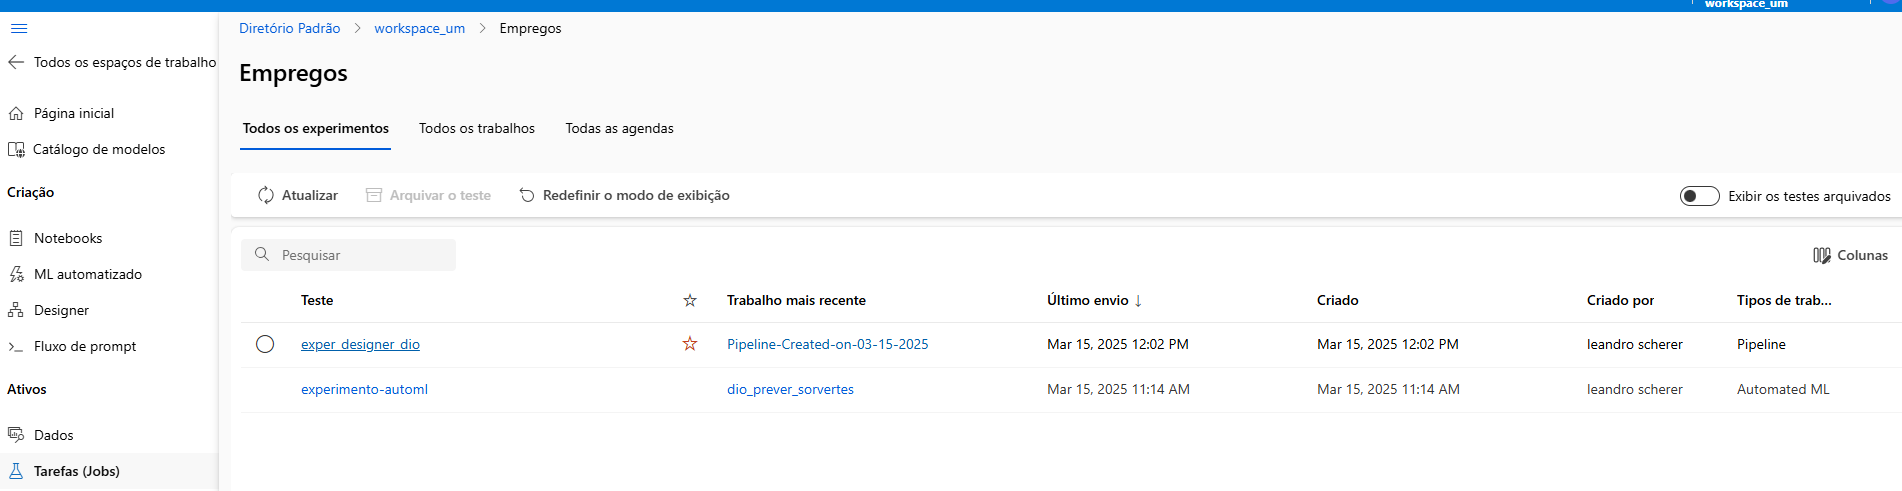 workspace_um
Diretório Padrão > workspace_um > Empregos
Todos os espaços de trabalho
Empregos
Página inicial
Todos os experimentos Todos os trabalhos Todas as agendas
Catálogo de modelos
Criação
Atualizar Arquivar o teste Redefinir o modo de exibição Exibir os testes arquivados
Notebooks
Pesquisar Colunas
ML automatizado
Teste Trabalho mais recente Último envio ↓ Criado Criado por Tipos de trab...
Designer
exper_designer_dio Pipeline-Created-on-03-15-2025 Mar 15, 2025 12:02 PM Mar 15, 2025 12:02 PM leandro scherer Pipeline
Fluxo de prompt
Ativos
experimento-automl dio_prever_sorvertes Mar 15, 2025 11:14 AM Mar 15, 2025 11:14 AM leandro scherer Automated ML
Dados
Tarefas (Jobs)